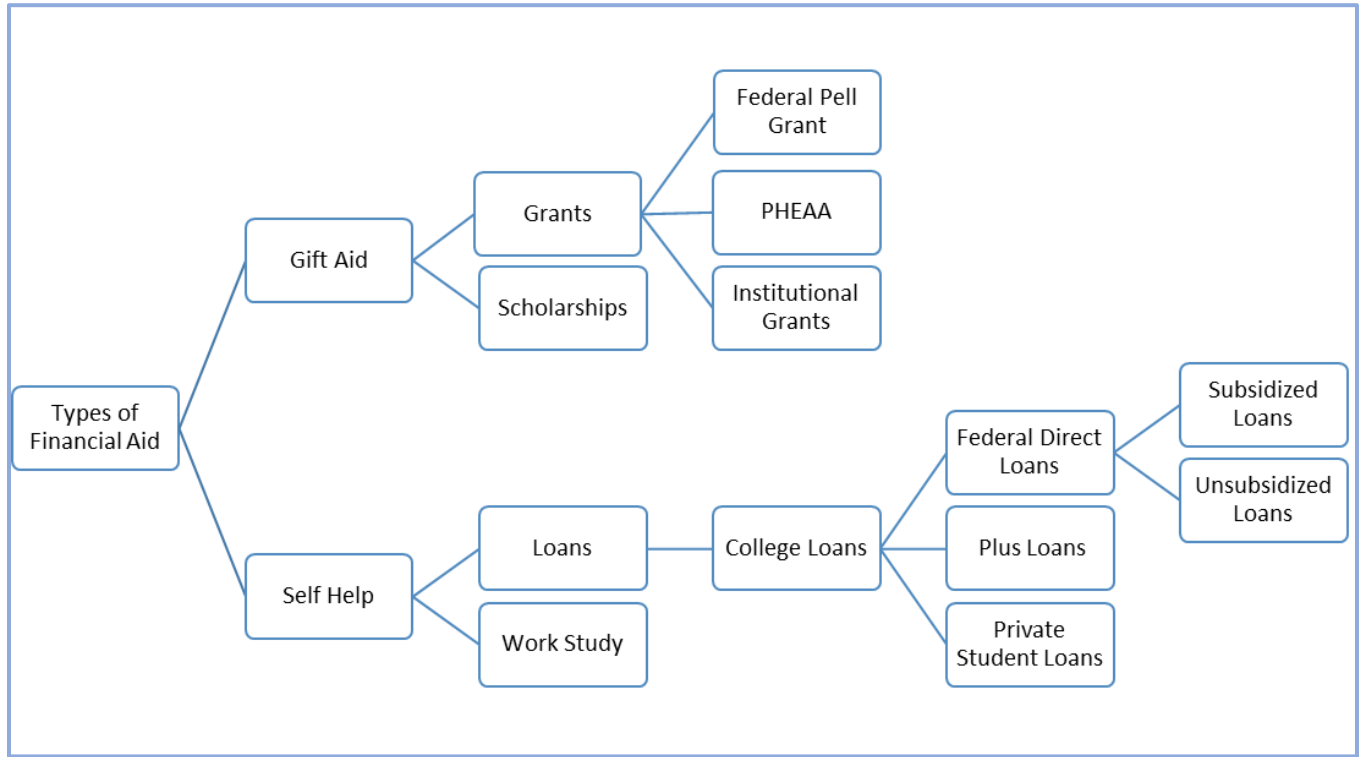 Types of
Financial Aid
Gift Aid
Grants
Federal Pell
Grant
PHEAA
Institutional
Grants
Scholarships
Self Help
Loans
College Loans
Federal Direct
Loans
Subsidized
Loans
Unsubsidized
Loans
Plus Loans
Private
Student Loans
Work Study